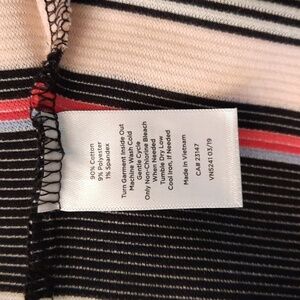 90% Cotton
9% Polyester
1% Spandex
Turn Garment Inside Out
Machine Wash Cold
Gentle Cycle
Only Non-Chlorine Bleach
When Needed
Tumble Dry Low
Cool Iron, If Needed
Made In Vietnam
CA# 23147
VNS241 03/19